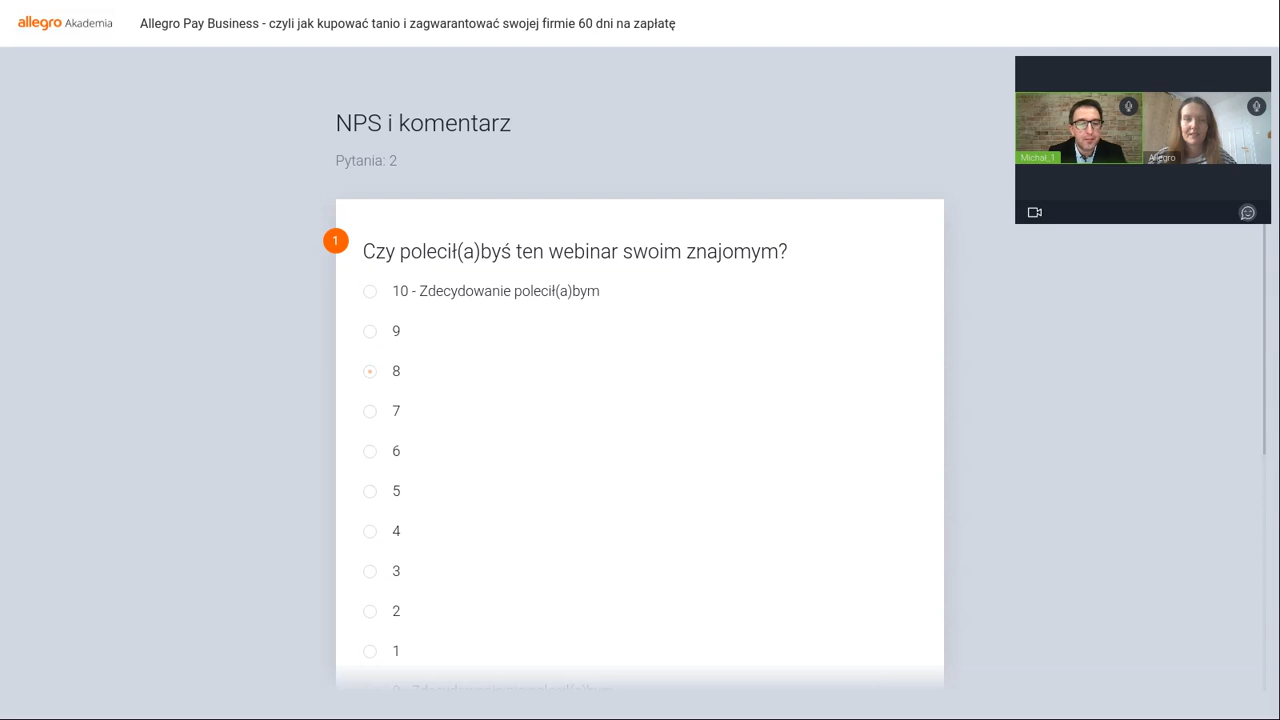 allegro Akademia
Allegro Pay Business - czyli jak kupować tanio i zagwarantować swojej firmie 60 dni na zapłatę
NPS i komentarz
Pytania: 2
Michał_1
Allegro
1
Czy polecił(a)byś ten webinar swoim znajomym?
10 - Zdecydowanie polecił(a)bym
9
8
7
6
5
4
3
2
1